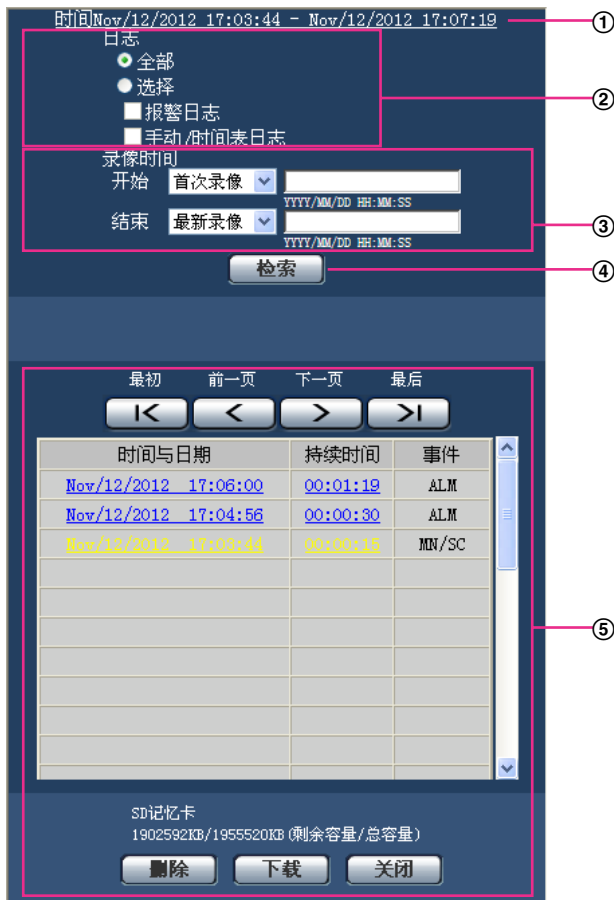 时间Nov/12/2012 17:03:44 - Nov/12/2012 17:07:19 ①
日志
全部
选择 ②
报警日志
手动/时间表日志
录像时间
开始 首次录像
YYYY/MM/DD HH:MM:SS
结束 最新录像 ③
YYYY/MM/DD HH:MM:SS
检索 ④
最初 前一页 下一页 最后
时间与日期 持续时间 事件
Nov/12/2012 17:06:00 00:01:19 ALM
Nov/12/2012 17:04:56 00:00:30 ALM
Nov/12/2012 17:03:44 00:00:15 MN/SC
⑤
SD记忆卡
1902592KB/1955520KB(剩余容量/总容量)
删除 下载 关闭